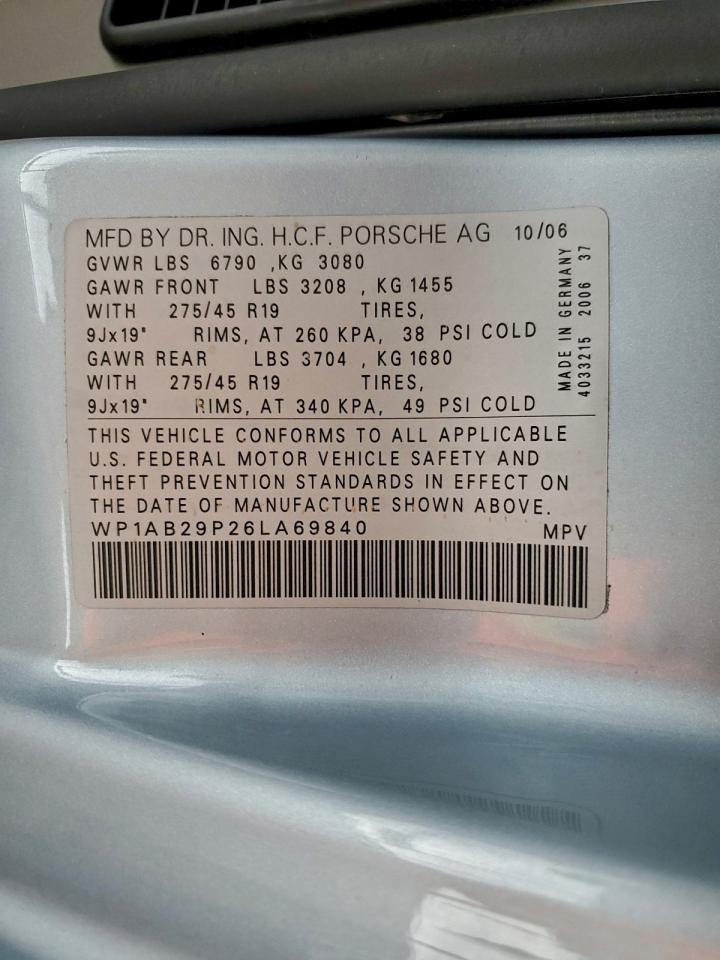 MFD BY DR. ING. H.C.F. PORSCHE AG 10/06
GVWR LBS 6790 ,KG 3080
GAWR FRONT LBS 3208 , KG 1455
WITH 275/45 R19 TIRES,
9Jx19" RIMS, AT 260 KPA, 38 PSI COLD
GAWR REAR LBS 3704 , KG 1680
WITH 275/45 R19 TIRES,
9Jx19" RIMS, AT 340 KPA, 49 PSI COLD
MADE IN GERMANY
4033215 2006 37
THIS VEHICLE CONFORMS TO ALL APPLICABLE
U.S. FEDERAL MOTOR VEHICLE SAFETY AND
THEFT PREVENTION STANDARDS IN EFFECT ON
THE DATE OF MANUFACTURE SHOWN ABOVE.
WP1AB29P26LA69840 MPV